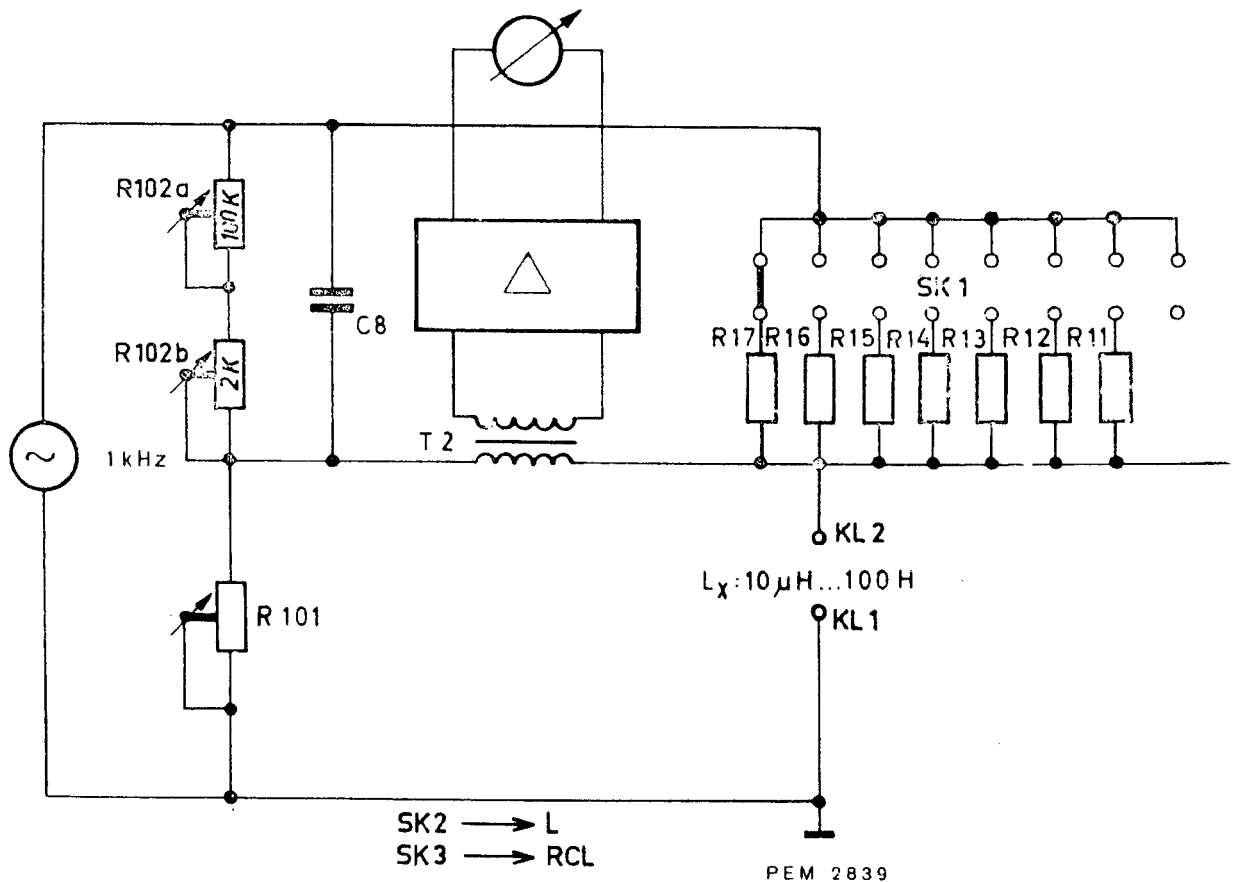 R102a
100K
R102b
2K
C8
SK1
R17 R16 R15 R14 R13 R12 R11
T2
~
1kHz
KL2
Lx:10µH...100H
KL1
R101
SK2 → L
SK3 → RCL
PEM 2839